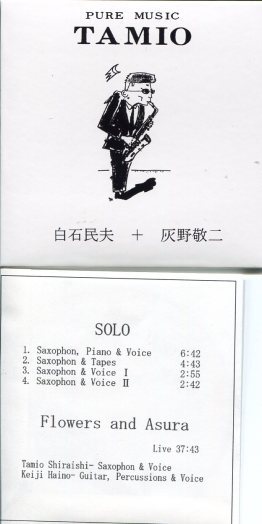 PURE MUSIC
TAMIO
白石民夫 + 灰野敬二
SOLO
1. Saxophon, Piano & Voice 6:42
2. Saxophon & Tapes 4:43
3. Saxophon & Voice Ⅰ 2:55
4. Saxophon & Voice Ⅱ 2:42
Flowers and Asura
Live 37:43
Tamio Shiraishi- Saxophon & Voice
Keiji Haino- Guitar, Percussions & Voice